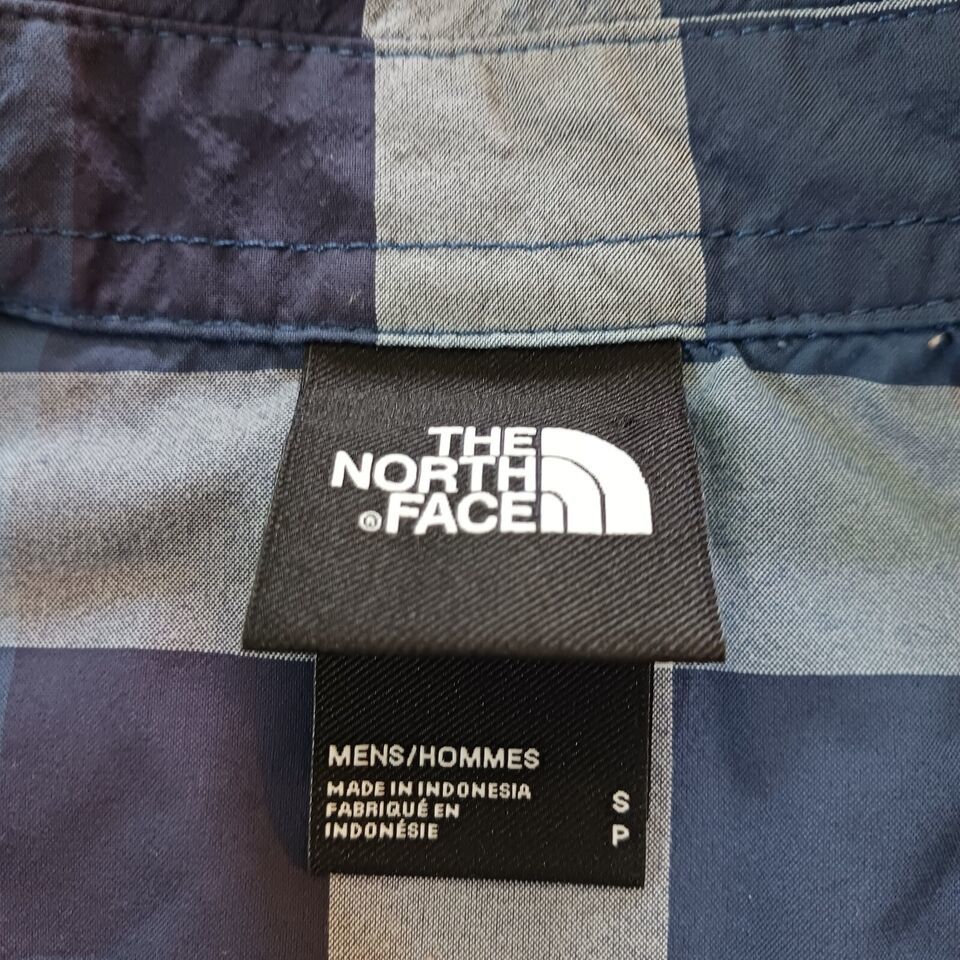 THE
NORTH
®FACE
MENS/HOMMES
MADE IN INDONESIA
FABRIQUÉ EN
INDONÉSIE
S
P